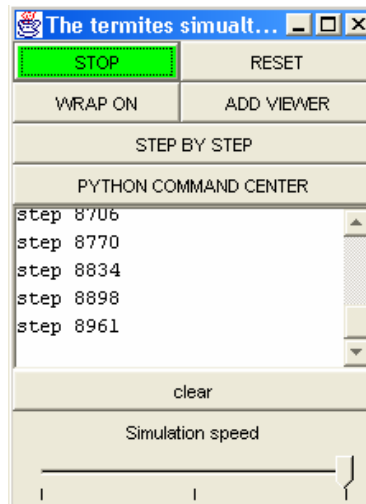 The termites simualt...
STOP RESET
WRAP ON ADD VIEWER
STEP BY STEP
PYTHON COMMAND CENTER
step 8706
step 8770
step 8834
step 8898
step 8961
clear
Simulation speed